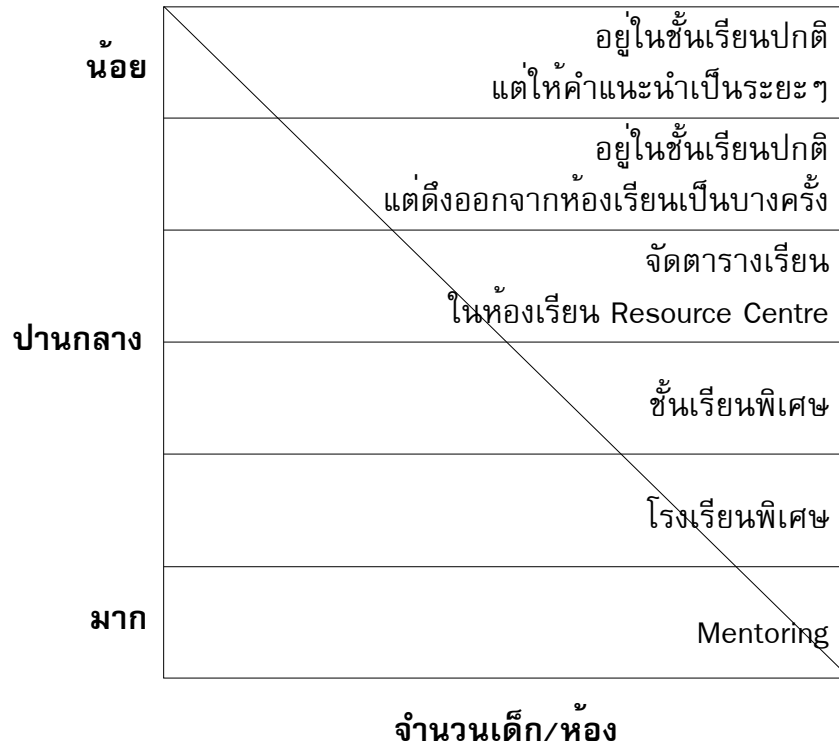 น้อย
อยู่ในชั้นเรียนปกติ
แต่ให้คำแนะนำเป็นระยะๆ
อยู่ในชั้นเรียนปกติ
แต่ดึงออกจากห้องเรียนเป็นบางครั้ง
จัดตารางเรียน
ในห้องเรียน Resource Centre
ปานกลาง
ชั้นเรียนพิเศษ
โรงเรียนพิเศษ
มาก
Mentoring
จำนวนเด็ก/ห้อง